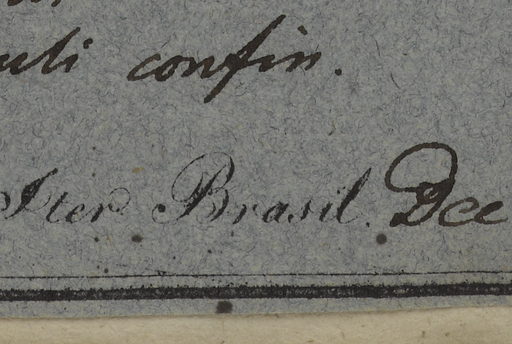 uli confin.
Iter Brasil. Dec